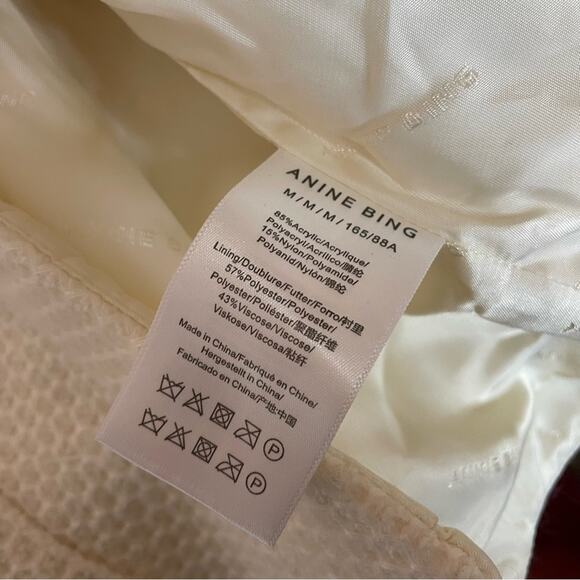 ANINE BING
M/M/M/165/88A
85%Acrylic/Acrylique/
Polyacryl/Acrilico/腈纶
15%Nylon/Polyamide/
Polyamid/Nylón/锦纶
Lining/Doublure/Futter/Forro/衬里
57%Polyester/Polyester/
Polyester/Poliéster/聚酯纤维
43%Viscose/Viscose/
Viskose/Viscosa/粘纤
Made in China/Fabriqué en Chine/
Hergestellt in China/
Fabricado en China/产地:中国
P
P
BING